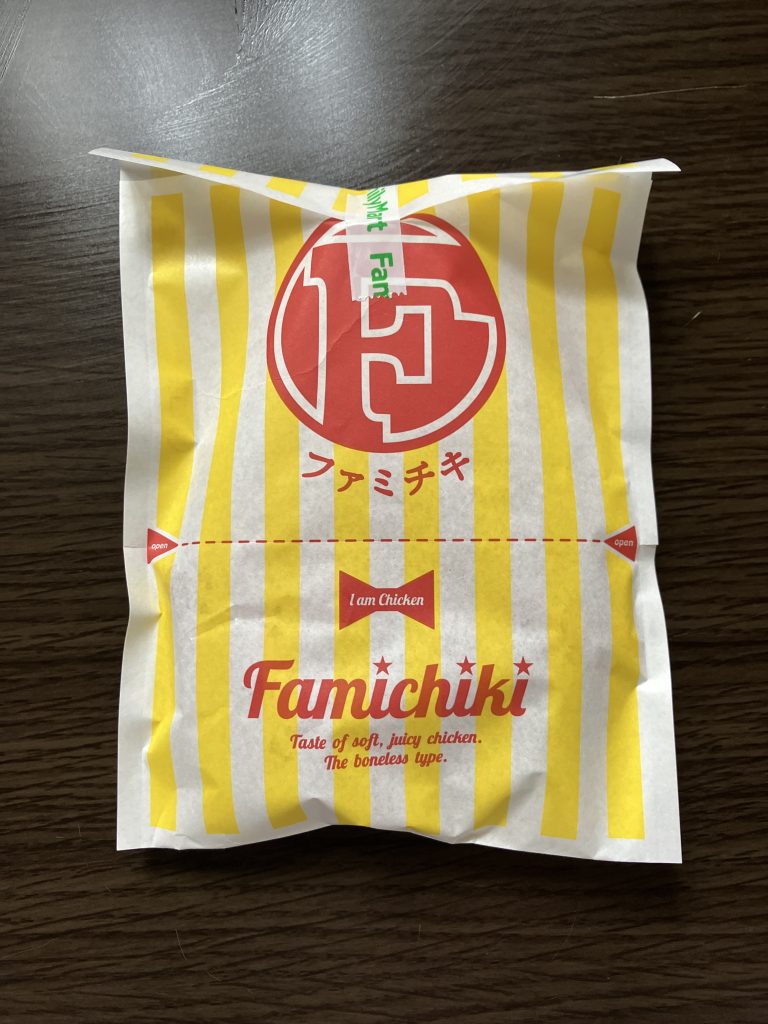 lyMart Fam
ファミチキ
open
open
I am Chicken
Famichiki
Taste of soft, juicy chicken.
The boneless type.